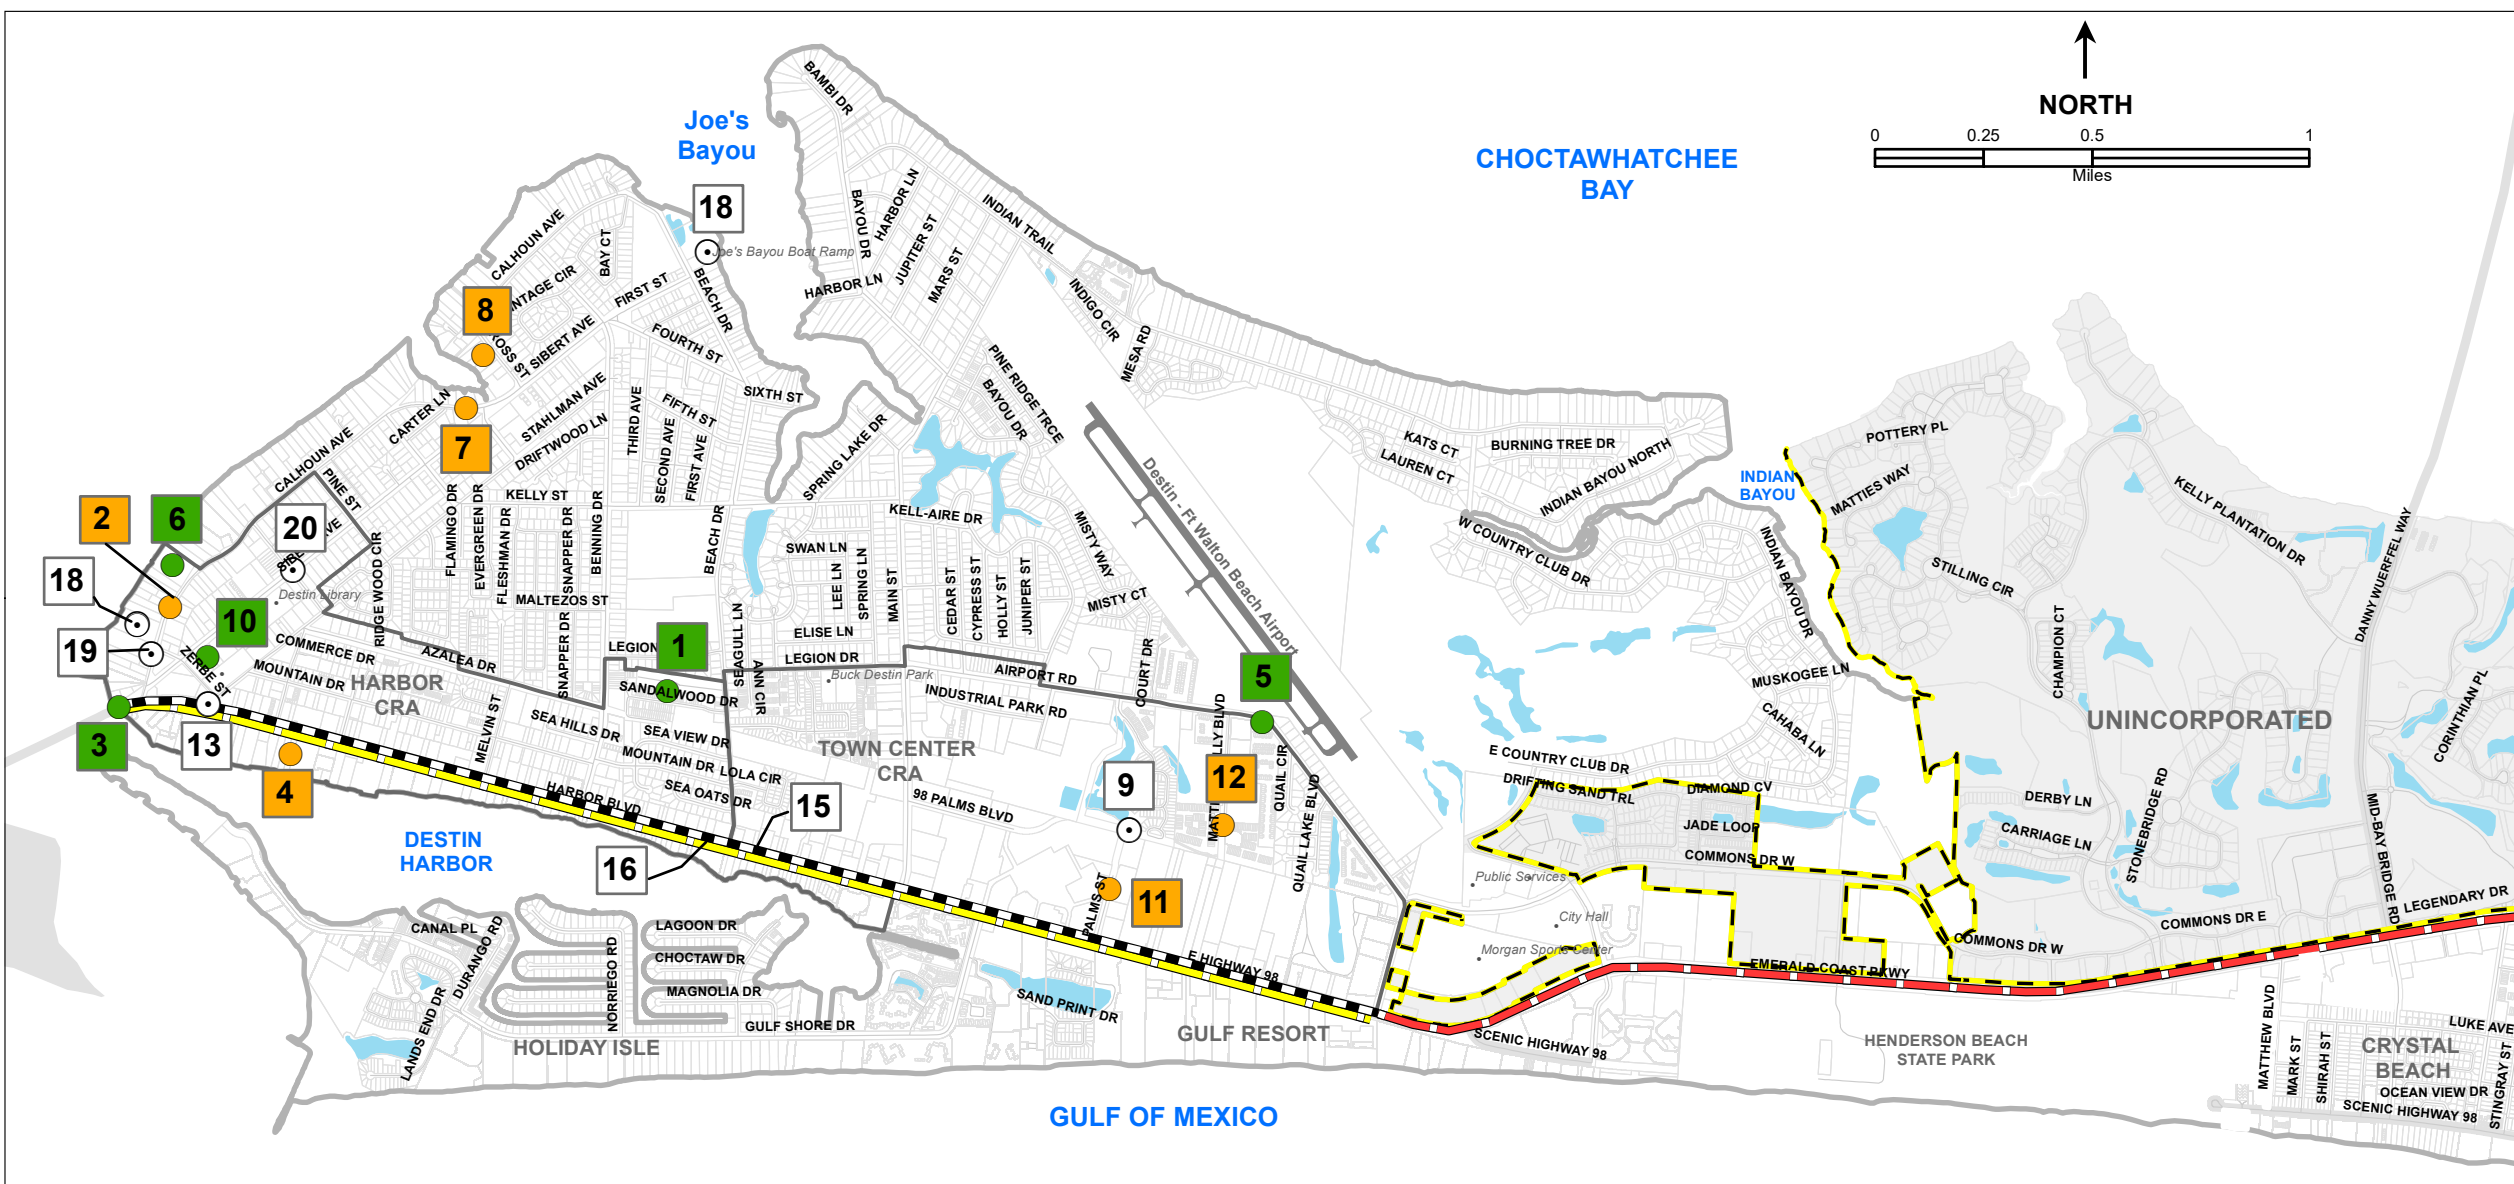 NORTH
0
0.25
0.5
1
Miles
Joe's
Bayou
CHOCTAWHATCHEE
BAY
INDIAN
BAYOU
DESTIN
HARBOR
GULF OF MEXICO
BAMBI DR
BAYOU DR
HARBOR LN
JUPITER ST
MARS ST
HARBOR LN
INDIAN TRAIL
INDIGO CIR
MESA RD
18
Joe's Bayou Boat Ramp
CALHOUN AVE
BAY CT
FIRST ST
BEACH DR
8
SIBERT AVE
FOURTH ST
SIXTH ST
FIFTH ST
THIRD AVE
SECOND AVE
FIRST AVE
STAHLMAN AVE
DRIFTWOOD LN
CARTER LN
7
CALHOUN AVE
PINE ST
20
2
6
18
19
10
Destin Library
ZERBE ST
COMMERCE DR
MOUNTAIN DR
HARBOR
CRA
RIDGE WOOD CIR
AZALEA DR
FLAMINGO DR
EVERGREEN DR
FLESHMAN DR
SNAPPER DR
BENNING DR
KELLY ST
MALTEZOS ST
SNAPPER DR
LEGION
1
SANDALWOOD DR
SEA VIEW DR
MOUNTAIN DR
LOLA CIR
SEA OATS DR
SEA HILLS DR
MELVIN ST
HARBOR BLVD
3
13
4
15
16
BEACH DR
SEAGULL LN
ANN CIR
SPRING LAKE DR
PINE RIDGE TRCE
BAYOU DR
KELL-AIRE DR
SWAN LN
LEE LN
SPRING LN
MAIN ST
ELISE LN
LEGION DR
CEDAR ST
CYPRESS ST
HOLLY ST
JUNIPER ST
MISTY WAY
MISTY CT
Buck Destin Park
AIRPORT RD
INDUSTRIAL PARK RD
COURT DR
TOWN CENTER
CRA
98 PALMS BLVD
9
5
12
QUAIL CIR
QUAIL LAKE BLVD
11
PALMS ST
E HIGHWAY 98
Destin - Ft Walton Beach Airport
KATS CT
LAUREN CT
BURNING TREE DR
INDIAN BAYOU NORTH
W COUNTRY CLUB DR
INDIAN BAYOU DR
MUSKOGEE LN
CAHABA LN
E COUNTRY CLUB DR
DRIFTING SAND TRL
DIAMOND CV
JADE LOOP
COMMONS DR W
Public Services
City Hall
Morgan Sports Center
EMERALD COAST PKWY
COMMONS DR W
COMMONS DR E
POTTERY PL
MATTIES WAY
STILLING CIR
CHAMPION CT
KELLY PLANTATION DR
DANNY WUERFFEL WAY
UNINCORPORATED
CORINTHIAN PL
DERBY LN
CARRIAGE LN
STONEBRIDGE RD
MID-BAY BRIDGE RD
LEGENDARY DR
CANAL PL
DURANGO RD
LANDS END DR
NORRIEGO RD
LAGOON DR
CHOCTAW DR
MAGNOLIA DR
GULF SHORE DR
HOLIDAY ISLE
SAND PRINT DR
GULF RESORT
SCENIC HIGHWAY 98
HENDERSON BEACH
STATE PARK
MATTHEW BLVD
MARK ST
SHIRAH ST
LUKE AVE
CRYSTAL
BEACH
OCEAN VIEW DR
SCENIC HIGHWAY 98
STINGRAY ST